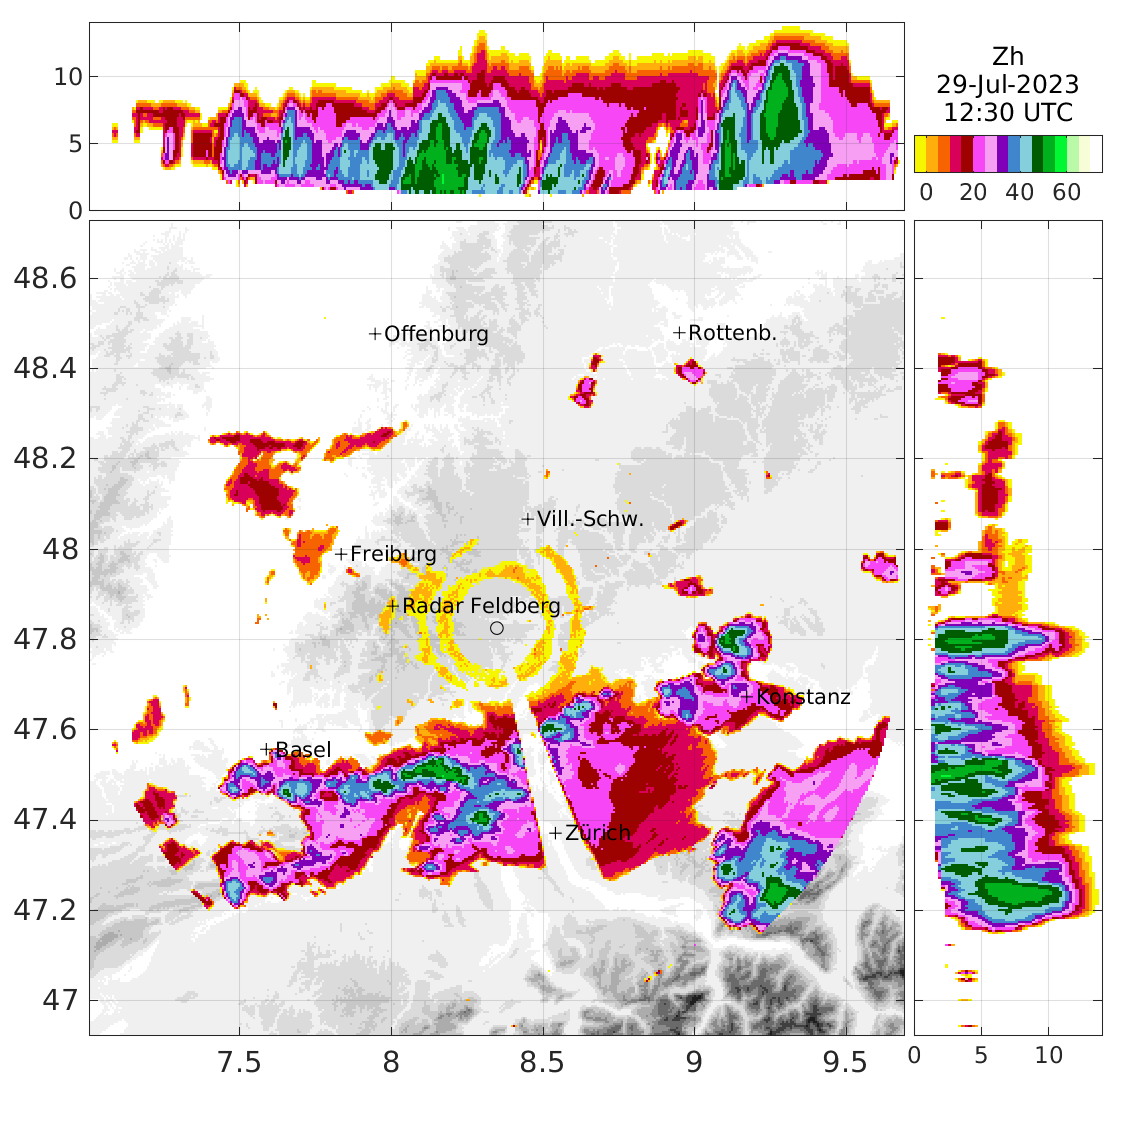 Zh
29-Jul-2023
12:30 UTC
0 20 40 60
10
5
0
48.6
48.4
48.2
48
47.8
47.6
47.4
47.2
47
+Offenburg
+Rottenb.
+Vill.-Schw.
+Freiburg
+Radar Feldberg
+Konstanz
+Basel
+Zürich
7.5 8 8.5 9 9.5
0 5 10